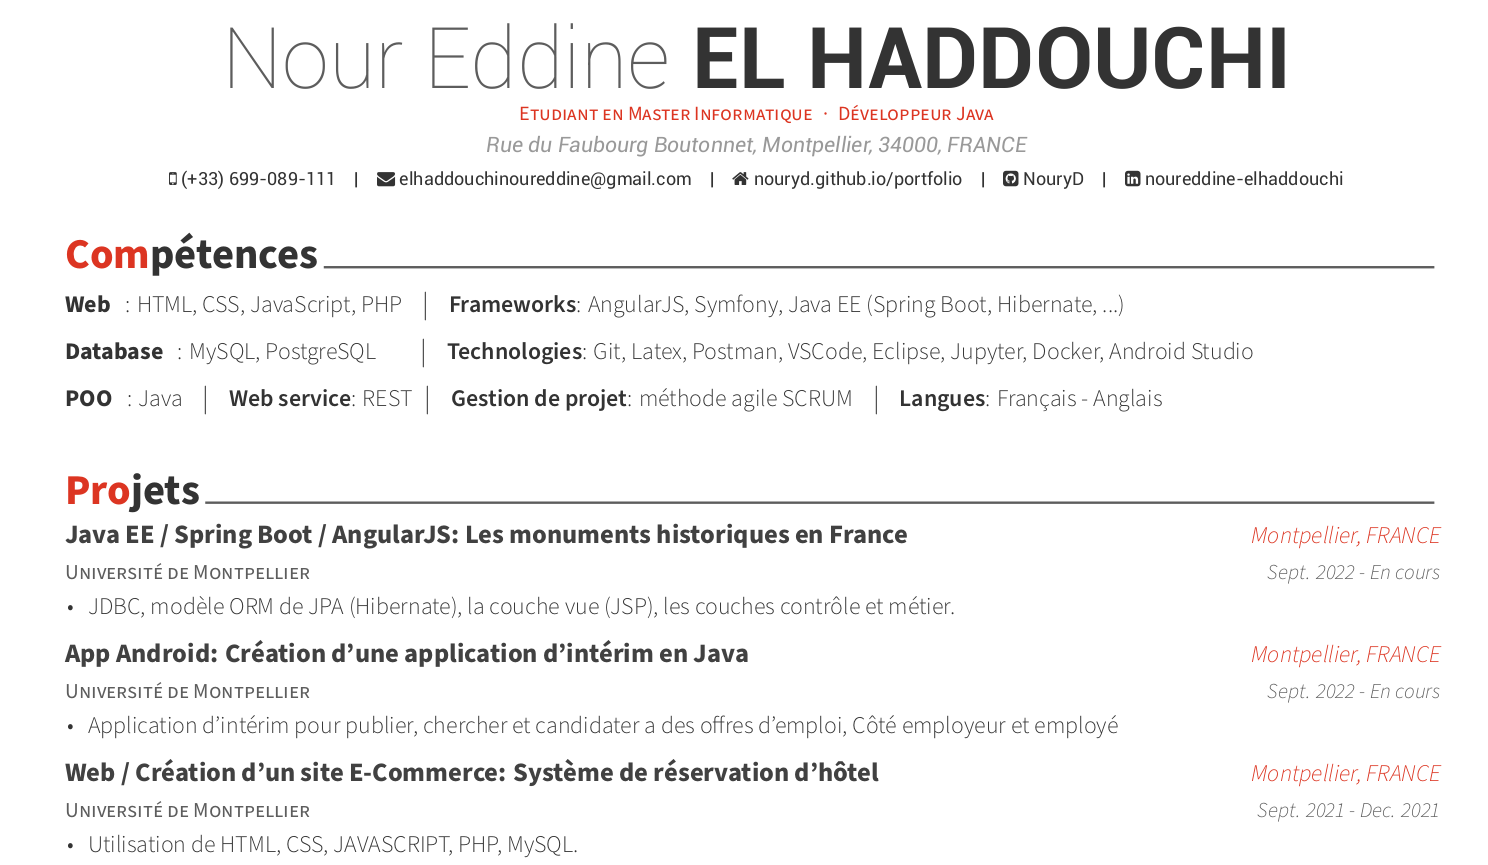 Nour Eddine EL HADDOUCHI
Etudiant en Master Informatique · Développeur Java
Rue du Faubourg Boutonnet, Montpellier, 34000, FRANCE
(+33) 699-089-111 | elhaddouchinoureddine@gmail.com | nouryd.github.io/portfolio | NouryD | noureddine-elhaddouchi
Compétences
Web : HTML, CSS, JavaScript, PHP | Frameworks: AngularJS, Symfony, Java EE (Spring Boot, Hibernate, ...)
Database : MySQL, PostgreSQL | Technologies: Git, Latex, Postman, VSCode, Eclipse, Jupyter, Docker, Android Studio
POO : Java | Web service: REST | Gestion de projet: méthode agile SCRUM | Langues: Français - Anglais
Projets
Java EE / Spring Boot / AngularJS: Les monuments historiques en France Montpellier, FRANCE
Université de Montpellier Sept. 2022 - En cours
• JDBC, modèle ORM de JPA (Hibernate), la couche vue (JSP), les couches contrôle et métier.
App Android: Création d’une application d’intérim en Java Montpellier, FRANCE
Université de Montpellier Sept. 2022 - En cours
• Application d’intérim pour publier, chercher et candidater a des offres d’emploi, Côté employeur et employé
Web / Création d’un site E-Commerce: Système de réservation d’hôtel Montpellier, FRANCE
Université de Montpellier Sept. 2021 - Dec. 2021
• Utilisation de HTML, CSS, JAVASCRIPT, PHP, MySQL.